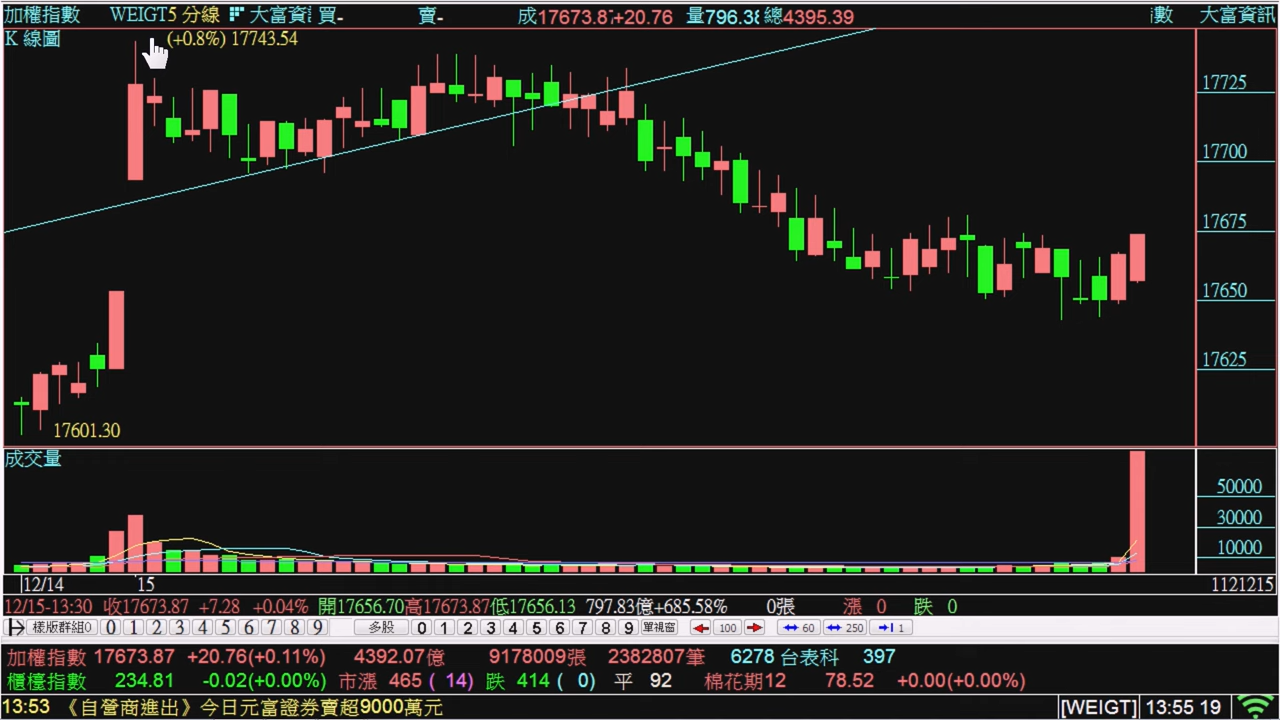 加權指數 WEIGT5 分線 大富資訊 買- 賣- 成17673.87+20.76 量796.38 總4395.39 數 大富資訊
K 線圖 (+0.8%) 17743.54
17725
17700
17675
17650
17625
17601.30
成交量
50000
30000
10000
12/14 15 1121215
12/15-13:30 收17673.87 +7.28 +0.04% 開17656.70高17673.87低17656.13 797.83億+685.58% 0張 漲 0 跌 0
樣版群組0 0 1 2 3 4 5 6 7 8 9 多股 0 1 2 3 4 5 6 7 8 9 單視窗 100 60 250 1
加權指數 17673.87 +20.76(+0.11%) 4392.07億 9178009張 2382807筆 6278 台表科 397
櫃檯指數 234.81 -0.02(+0.00%) 市漲 465 ( 14) 跌 414 ( 0) 平 92 棉花期12 78.52 +0.00(+0.00%)
13:53 《自營商進出》今日元富證券賣超9000萬元 [WEIGT] 13:55 19